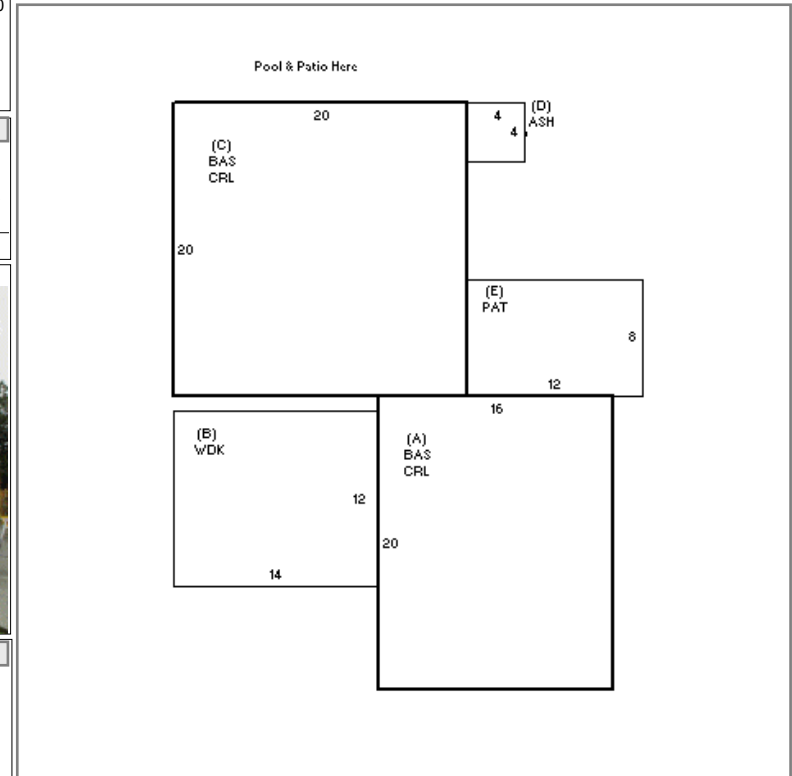 0
Pool & Patio Here
20
4
(D)
ASH
4
(C)
BAS
CRL
20
(E)
PAT
8
12
16
(B)
WDK
(A)
BAS
CRL
12
20
14